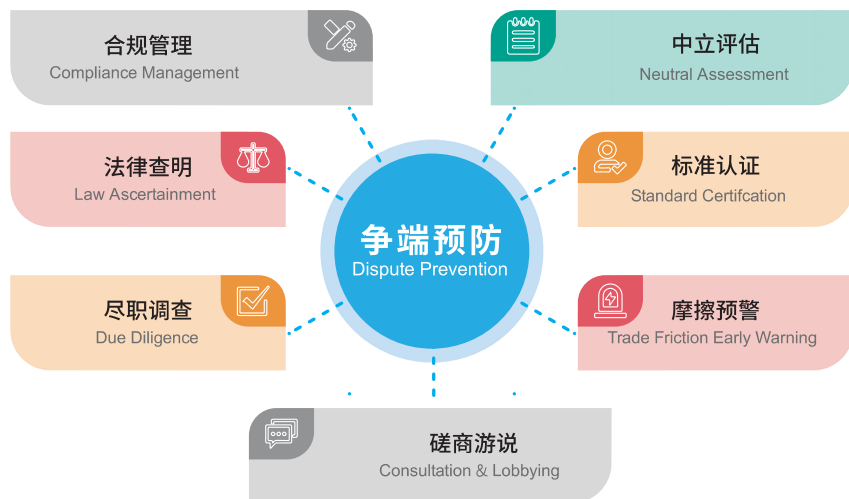 合规管理
Compliance Management
中立评估
Neutral Assessment
法律查明
Law Ascertainment
标准认证
Standard Certifcation
争端预防
Dispute Prevention
尽职调查
Due Diligence
摩擦预警
Trade Friction Early Warning
磋商游说
Consultation & Lobbying